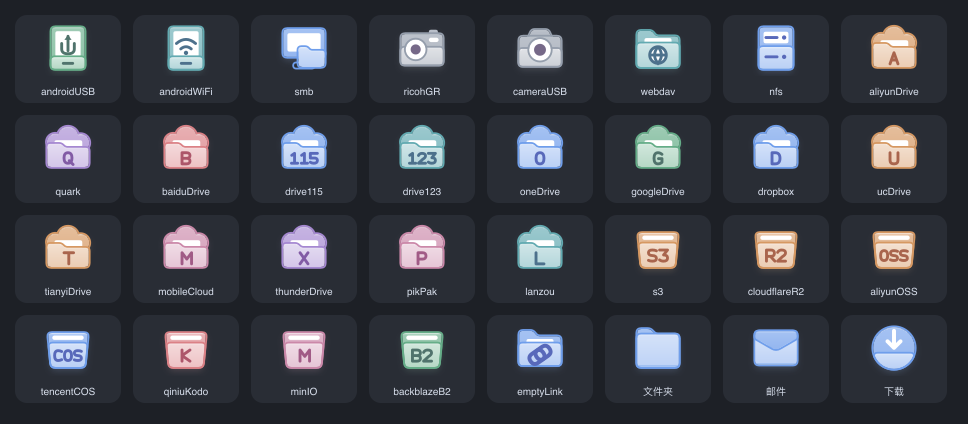 androidUSB
androidWiFi
smb
ricohGR
cameraUSB
webdav
nfs
A
aliyunDrive
Q
quark
B
baiduDrive
115
drive115
123
drive123
O
oneDrive
G
googleDrive
D
dropbox
U
ucDrive
T
tianyiDrive
M
mobileCloud
X
thunderDrive
P
pikPak
L
lanzou
S3
s3
R2
cloudflareR2
OSS
aliyunOSS
COS
tencentCOS
K
qiniuKodo
M
minIO
B2
backblazeB2
emptyLink
文件夹
邮件
下载